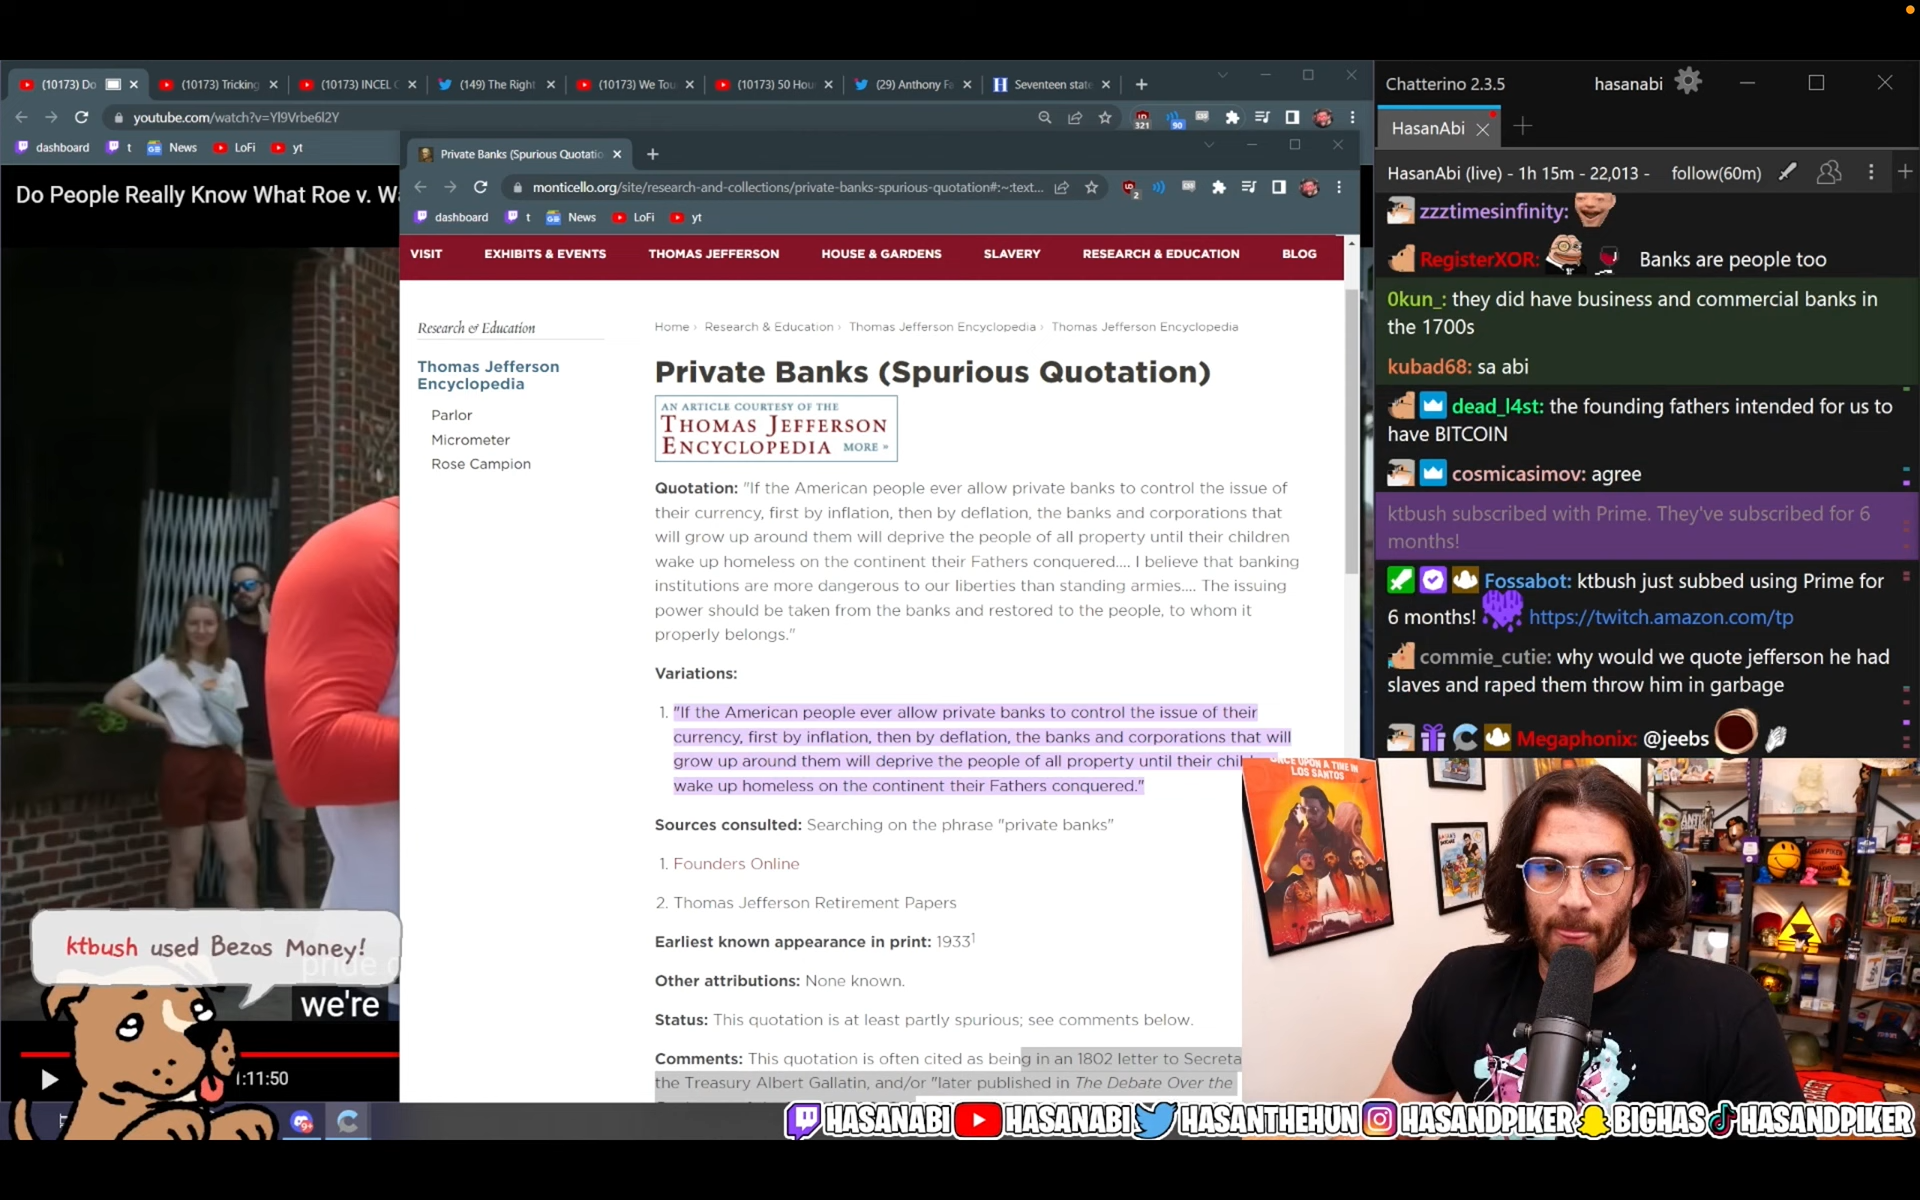 (10173) Do
(10173) Tricking
(10173) INCEL
(149) The Right
(10173) We Tou
(10173) 50 Hou
(29) Anthony Fa
Seventeen state
youtube.com/watch?v=Yl9Vrbe6l2Y
321
90
dashboard
t
News
LoFi
yt
Do People Really Know What Roe v. Wa
Private Banks (Spurious Quotatio
monticello.org/site/research-and-collections/private-banks-spurious-quotation#:~:text...
2
dashboard
t
News
LoFi
yt
VISIT
EXHIBITS & EVENTS
THOMAS JEFFERSON
HOUSE & GARDENS
SLAVERY
RESEARCH & EDUCATION
BLOG
Research & Education
Thomas Jefferson
Encyclopedia
Parlor
Micrometer
Rose Campion
Home › Research & Education › Thomas Jefferson Encyclopedia › Thomas Jefferson Encyclopedia
Private Banks (Spurious Quotation)
AN ARTICLE COURTESY OF THE
THOMAS JEFFERSON
ENCYCLOPEDIA MORE »
Quotation: "If the American people ever allow private banks to control the issue of
their currency, first by inflation, then by deflation, the banks and corporations that
will grow up around them will deprive the people of all property until their children
wake up homeless on the continent their Fathers conquered.... I believe that banking
institutions are more dangerous to our liberties than standing armies.... The issuing
power should be taken from the banks and restored to the people, to whom it
properly belongs."
Variations:
1. "If the American people ever allow private banks to control the issue of their
currency, first by inflation, then by deflation, the banks and corporations that will
grow up around them will deprive the people of all property until their chil
wake up homeless on the continent their Fathers conquered."
Sources consulted: Searching on the phrase "private banks"
1. Founders Online
2. Thomas Jefferson Retirement Papers
Earliest known appearance in print: 1933¹
Other attributions: None known.
Status: This quotation is at least partly spurious; see comments below.
Comments: This quotation is often cited as being in an 1802 letter to Secreta
the Treasury Albert Gallatin, and/or "later published in The Debate Over the
ktbush used Bezos Money!
pride o
we're
1:11:50
Chatterino 2.3.5
hasanabi
HasanAbi
HasanAbi (live) - 1h 15m - 22,013 - follow(60m)
zzztimesinfinity:
RegisterXOR: Banks are people too
0kun_: they did have business and commercial banks in
the 1700s
kubad68: sa abi
dead_l4st: the founding fathers intended for us to
have BITCOIN
cosmicasimov: agree
ktbush subscribed with Prime. They've subscribed for 6
months!
Fossabot: ktbush just subbed using Prime for
6 months! https://twitch.amazon.com/tp
commie_cutie: why would we quote jefferson he had
slaves and raped them throw him in garbage
Megaphonix: @jeebs
ONCE UPON A TIME IN
LOS SANTOS
HASANABI
HASANABI
HASANTHEHUN
HASANDPIKER
BIGHAS
HASANDPIKER